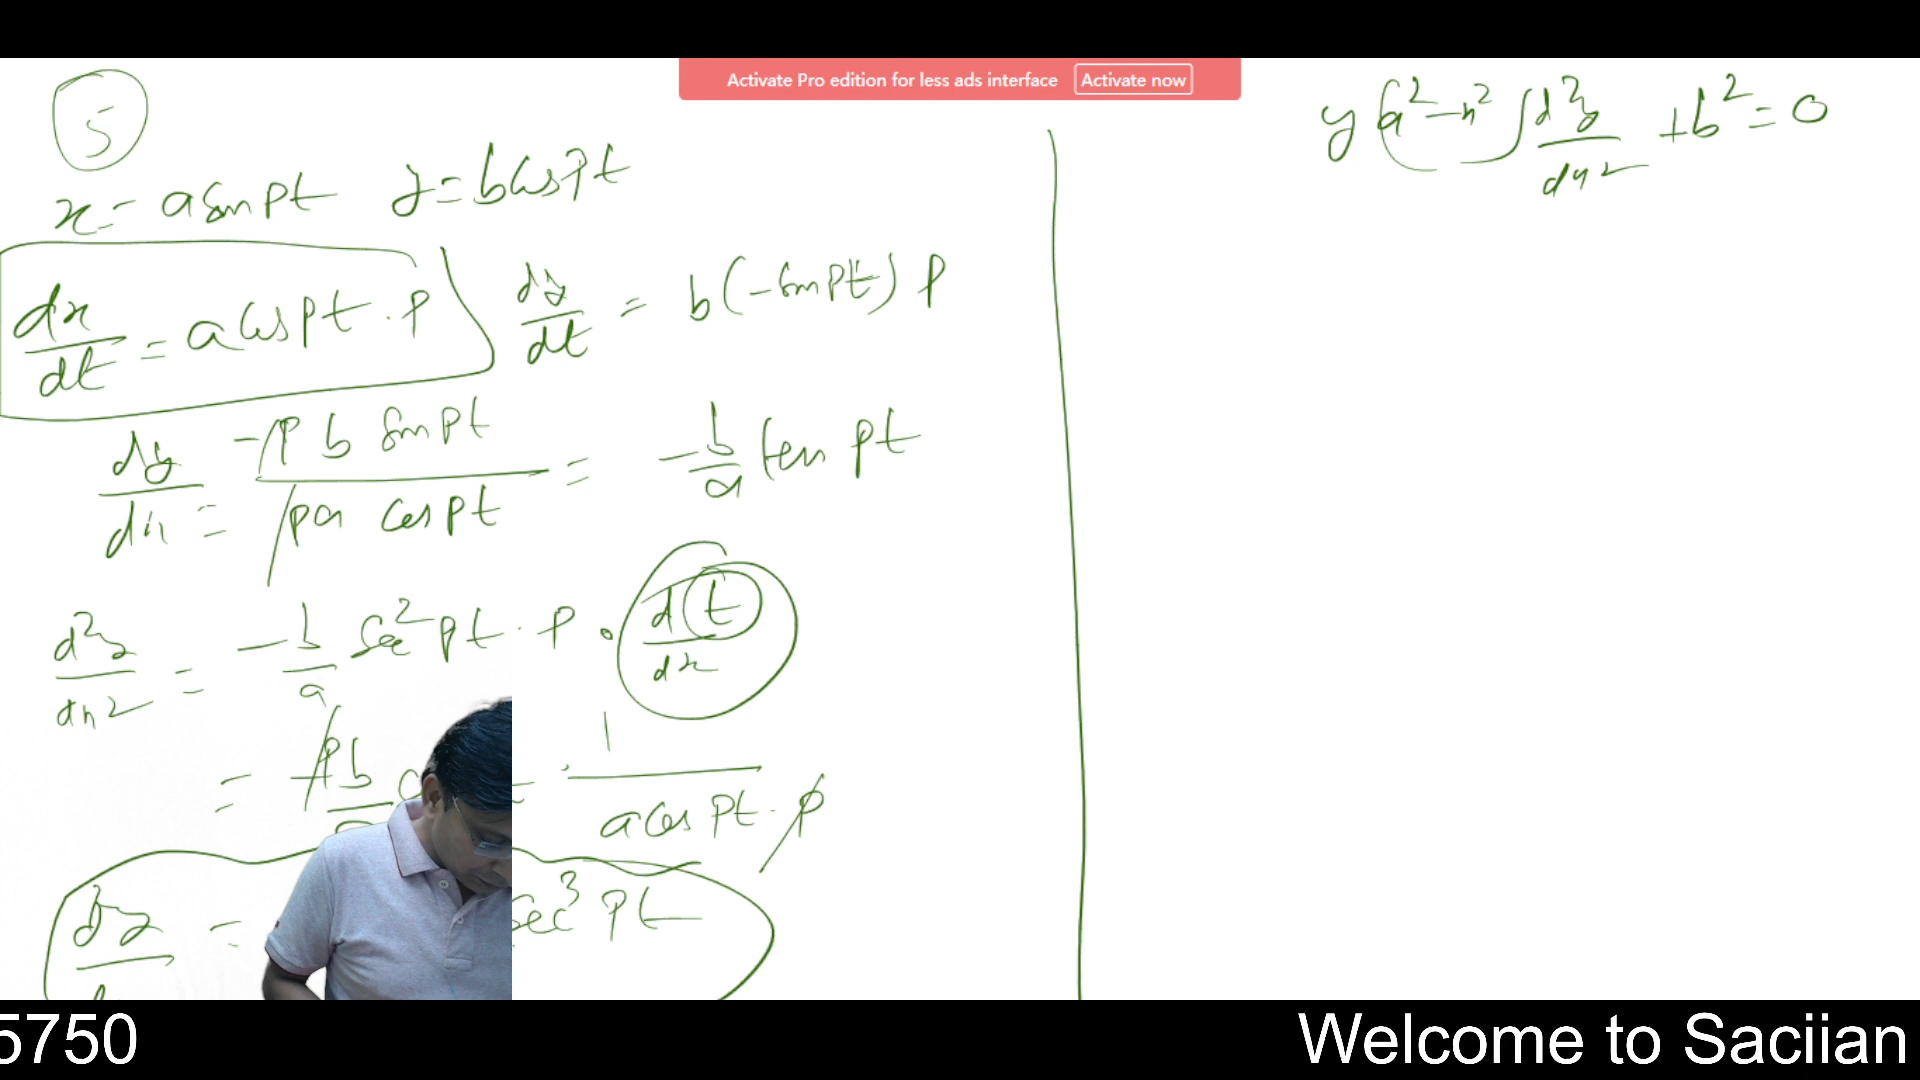 Activate Pro edition for less ads interface Activate now
5
x = a sin pt y = b cos pt
dx/dt = a cos pt . p dy/dt = b (- sin pt) p
dy/dx = -p b sin pt / pa cos pt = - b/a tan pt
d²y/dx² = - b/a sec² pt . p . d(t)/dx
= - pb/a 1 / a cos pt . p
d²y = sec³ pt
y (a² - x²) d²y/dx² + b² = 0
5750 Welcome to Saciian